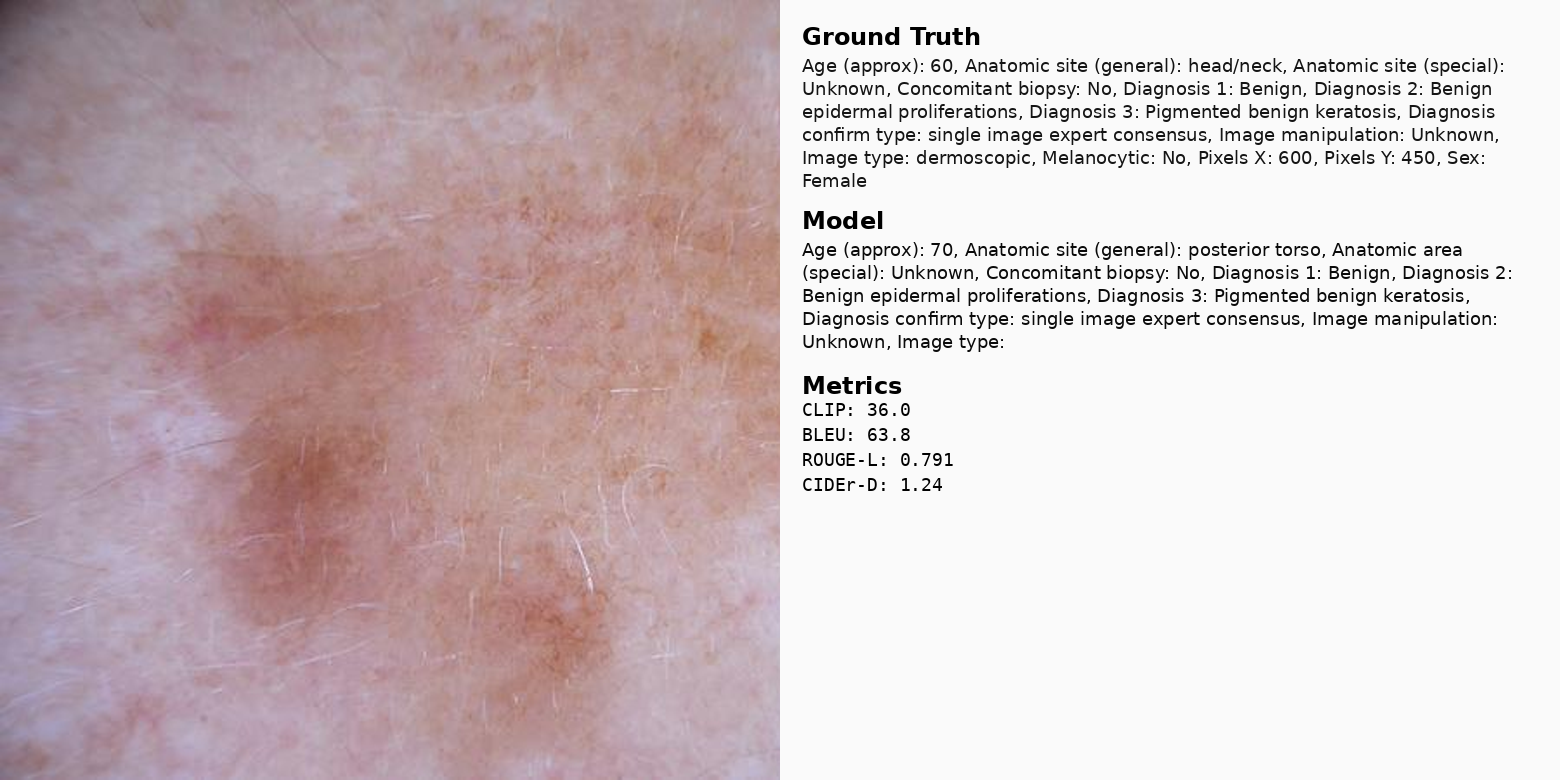 Ground Truth
Age (approx): 60, Anatomic site (general): head/neck, Anatomic site (special):
Unknown, Concomitant biopsy: No, Diagnosis 1: Benign, Diagnosis 2: Benign
epidermal proliferations, Diagnosis 3: Pigmented benign keratosis, Diagnosis
confirm type: single image expert consensus, Image manipulation: Unknown,
Image type: dermoscopic, Melanocytic: No, Pixels X: 600, Pixels Y: 450, Sex:
Female
Model
Age (approx): 70, Anatomic site (general): posterior torso, Anatomic area
(special): Unknown, Concomitant biopsy: No, Diagnosis 1: Benign, Diagnosis 2:
Benign epidermal proliferations, Diagnosis 3: Pigmented benign keratosis,
Diagnosis confirm type: single image expert consensus, Image manipulation:
Unknown, Image type:
Metrics
CLIP: 36.0
BLEU: 63.8
ROUGE-L: 0.791
CIDEr-D: 1.24